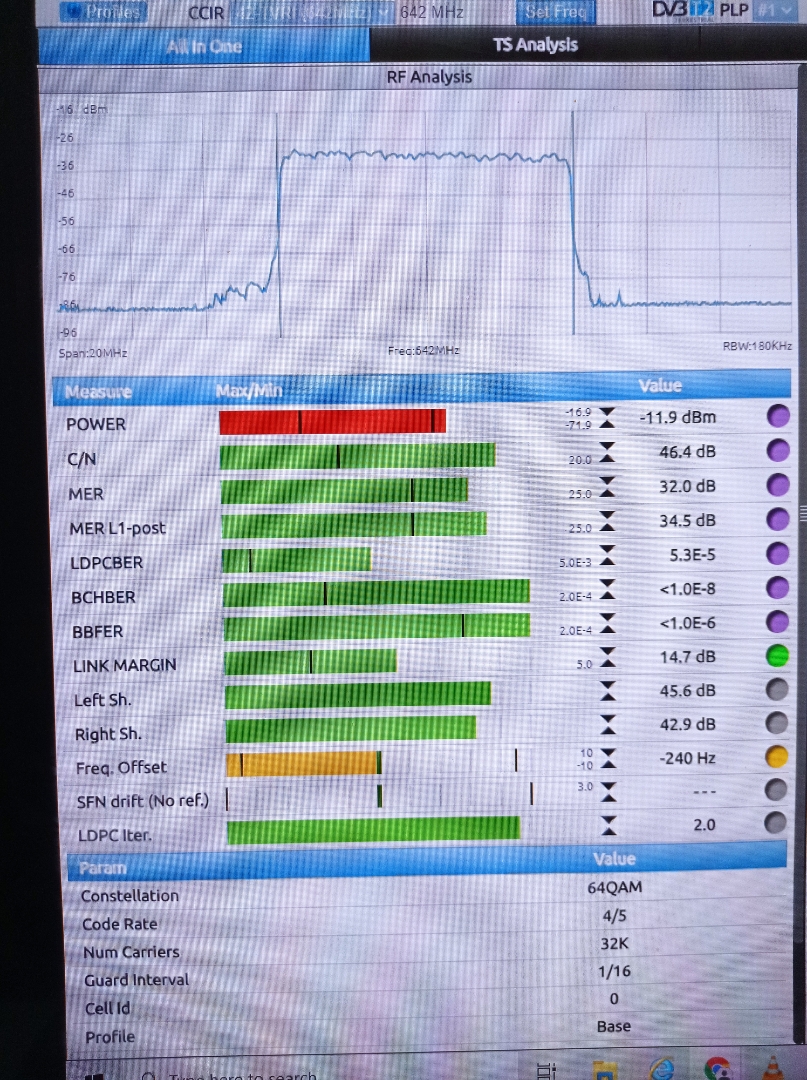 Profiles CCIR 642 MHz Set Freq DVB T2 PLP #1
All In One TS Analysis
RF Analysis
-16 dBm
-26
-36
-46
-56
-66
-76
-86
-96
Span:20MHz Freq:642MHz RBW:180KHz
Measure Max/Min Value
POWER -16.9 -71.9 -11.9 dBm
C/N 20.0 46.4 dB
MER 25.0 32.0 dB
MER L1-post 25.0 34.5 dB
LDPCBER 5.0E-3 5.3E-5
BCHBER 2.0E-4 <1.0E-8
BBFER 2.0E-4 <1.0E-6
LINK MARGIN 5.0 14.7 dB
Left Sh. 45.6 dB
Right Sh. 42.9 dB
Freq. Offset 10 -10 -240 Hz
SFN drift (No ref.) 3.0 ---
LDPC Iter. 2.0
Param Value
Constellation 64QAM
Code Rate 4/5
Num Carriers 32K
Guard Interval 1/16
Cell Id 0
Profile Base
Type here to search